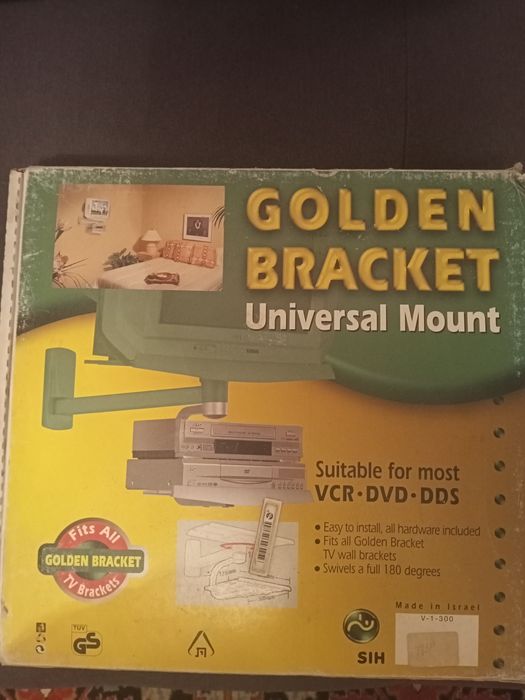 GOLDEN
BRACKET
Universal Mount
Suitable for most
VCR • DVD • DDS
• Easy to install, all hardware included
• Fits all Golden Bracket
TV wall brackets
• Swivels a full 180 degrees
Fits All
GOLDEN BRACKET
TV Brackets
TUV
GS
SIH
Made in Israel
V-1-300